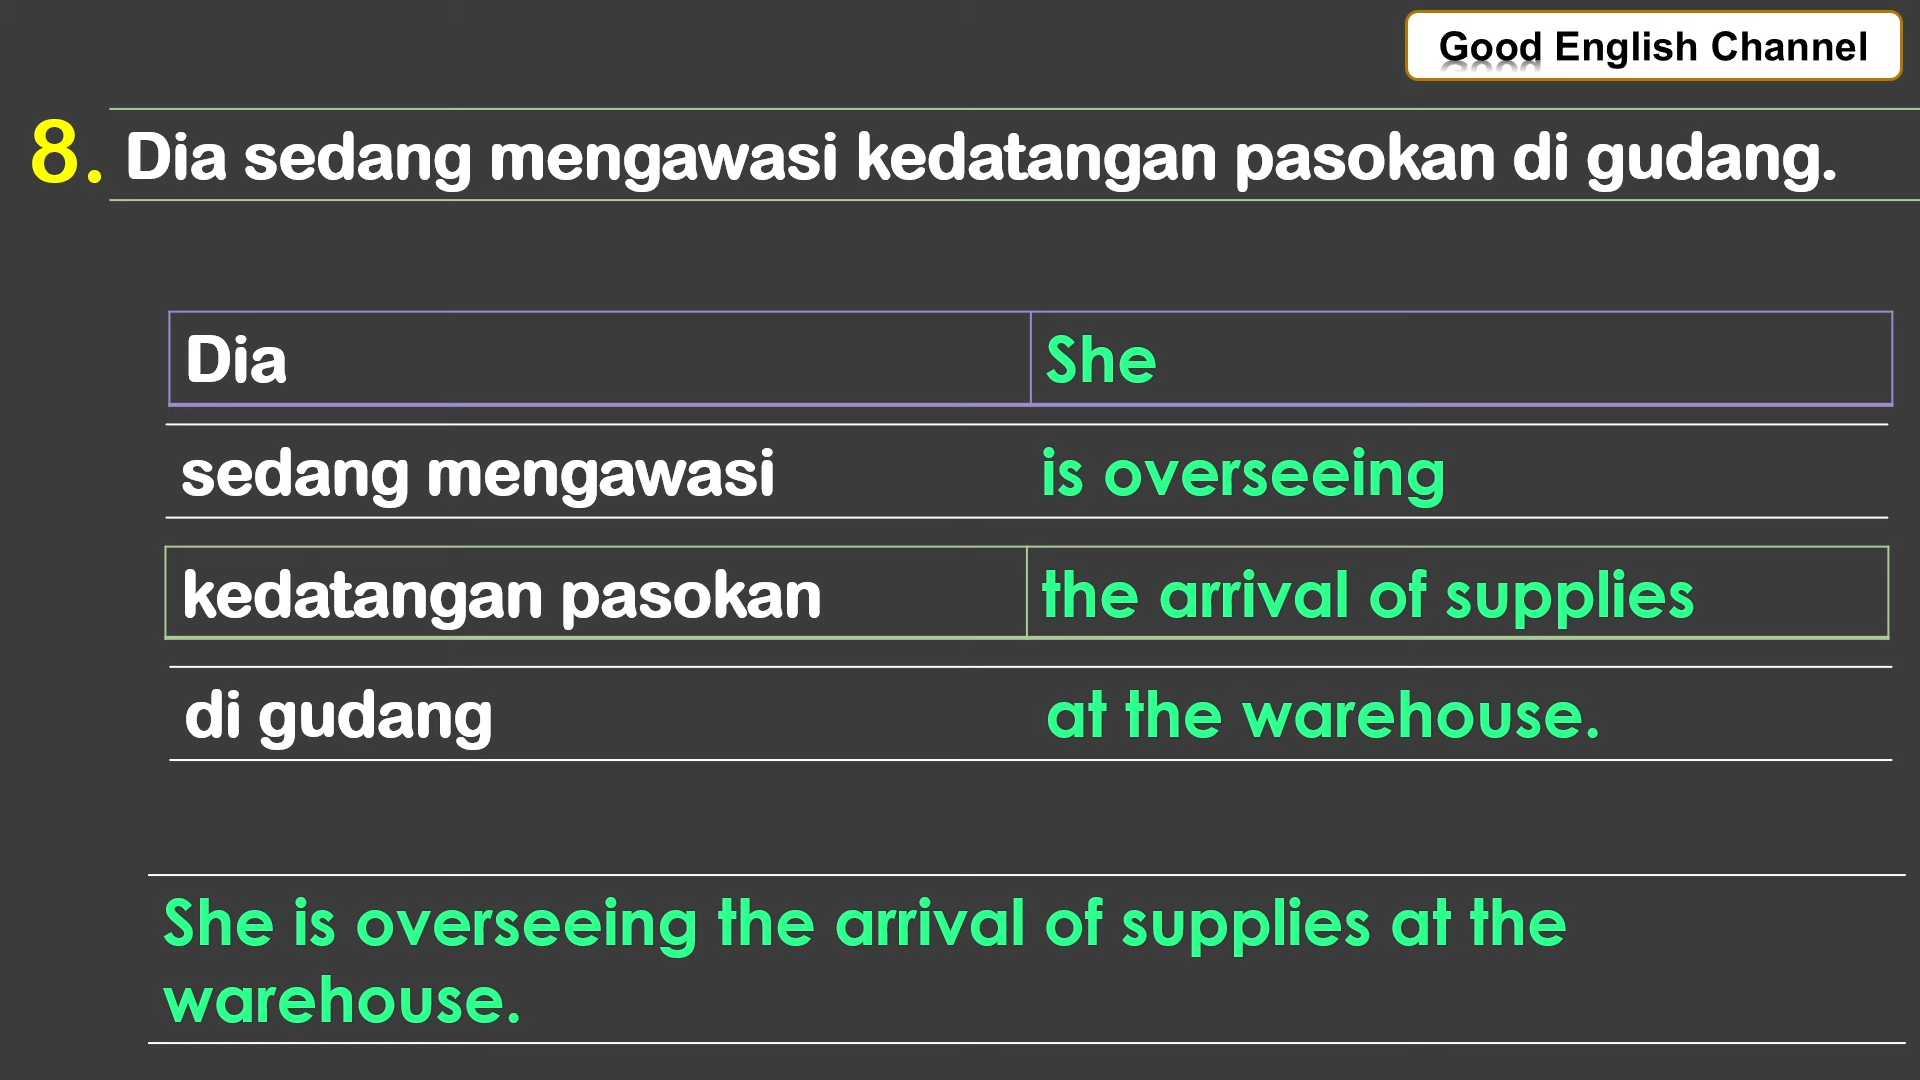 Good English Channel
8. Dia sedang mengawasi kedatangan pasokan di gudang.
Dia She
sedang mengawasi is overseeing
kedatangan pasokan the arrival of supplies
di gudang at the warehouse.
She is overseeing the arrival of supplies at the
warehouse.